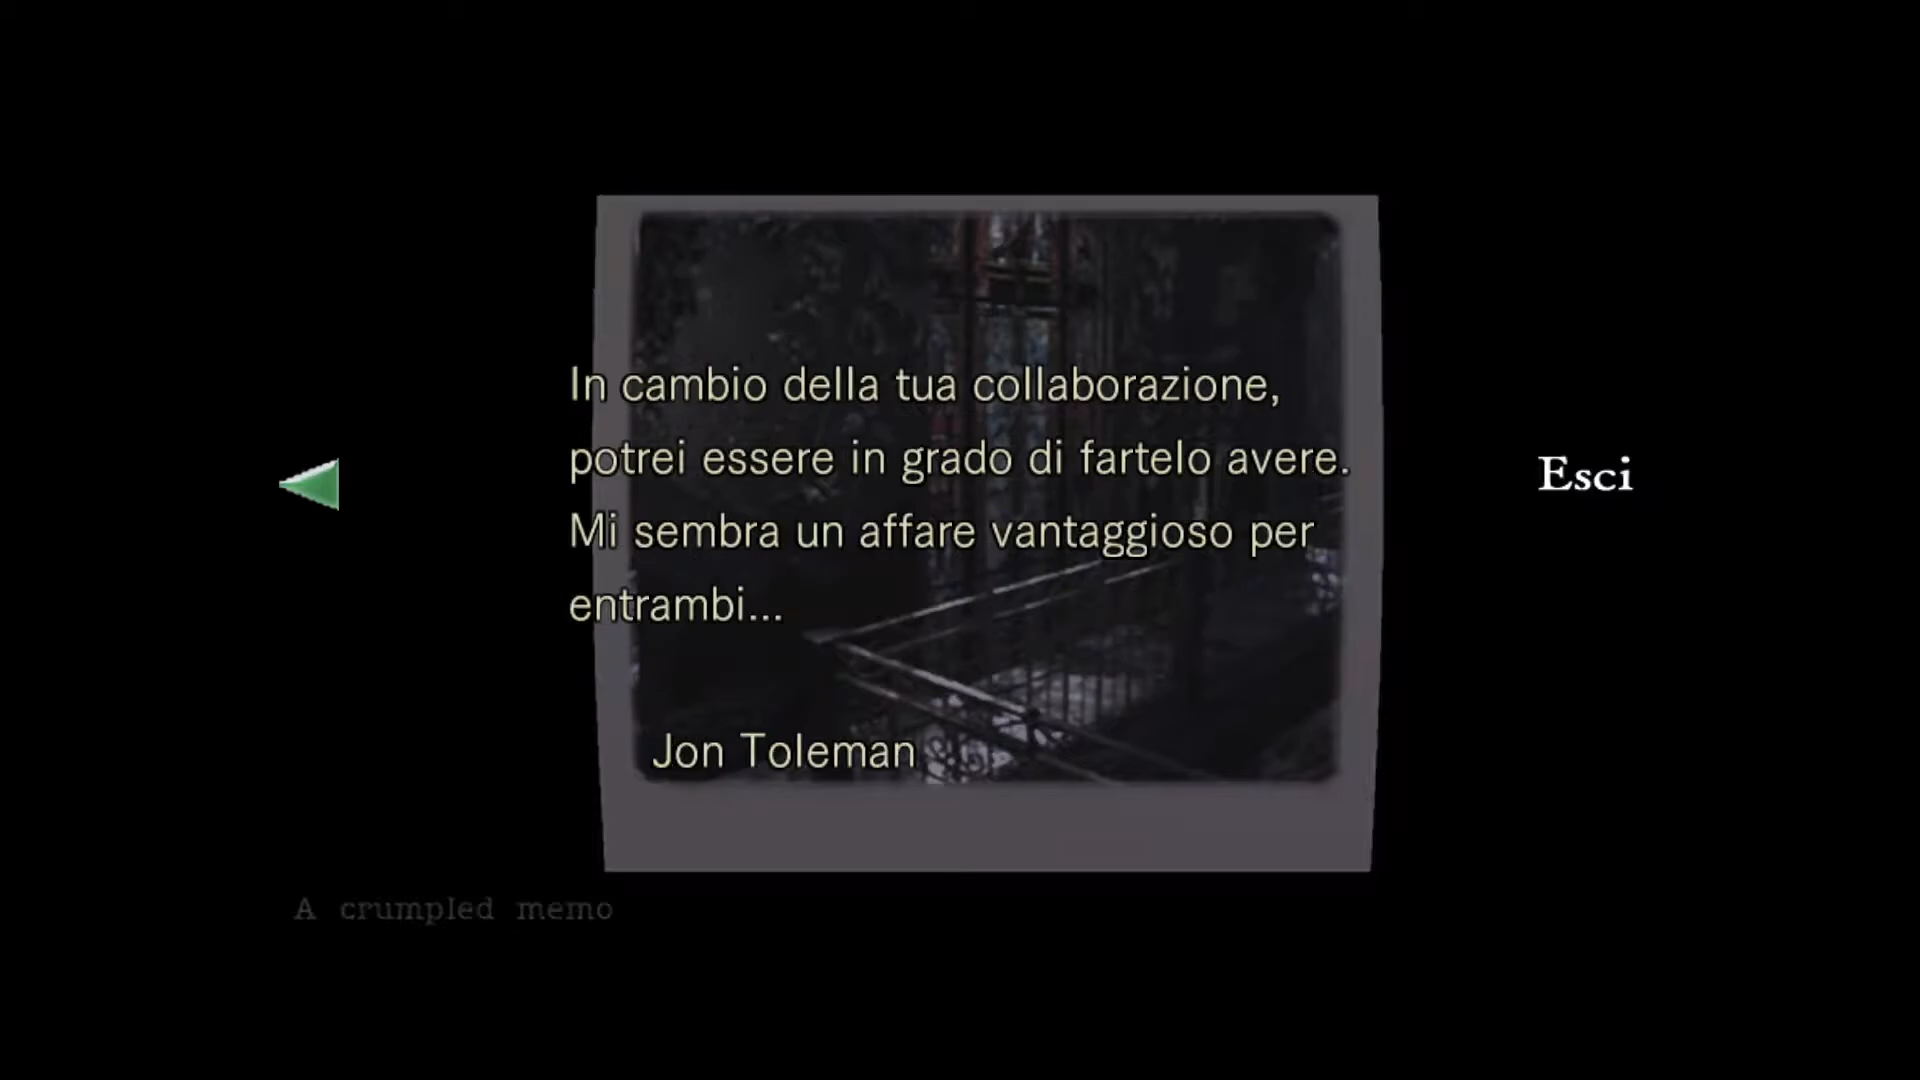 In cambio della tua collaborazione,
potrei essere in grado di fartelo avere.
Mi sembra un affare vantaggioso per
entrambi...
Jon Toleman
Esci
A crumpled memo